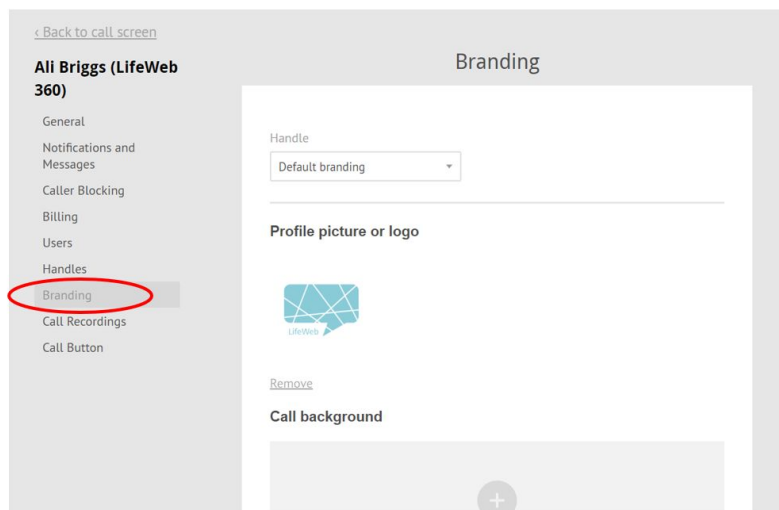 ‹ Back to call screen
Ali Briggs (LifeWeb
360)
General
Notifications and
Messages
Caller Blocking
Billing
Users
Handles
Branding
Call Recordings
Call Button
Branding
Handle
Default branding
Profile picture or logo
LifeWeb
Remove
Call background